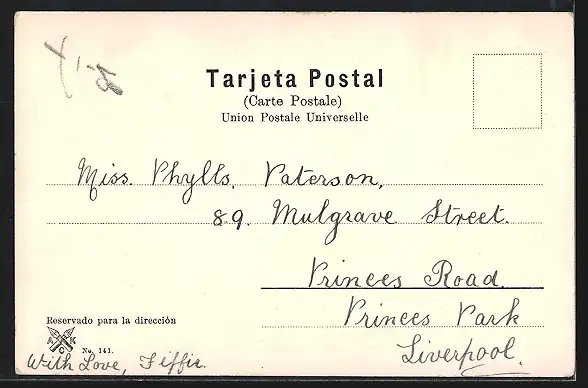 Tarjeta Postal
(Carte Postale)
Union Postale Universelle
Miss. Phylls. Paterson,
89. Mulgrave Street.
Princes Road.
Princes Park
Liverpool.
Reservado para la dirección
A K
C
No. 141.
With Love, Fiffie.